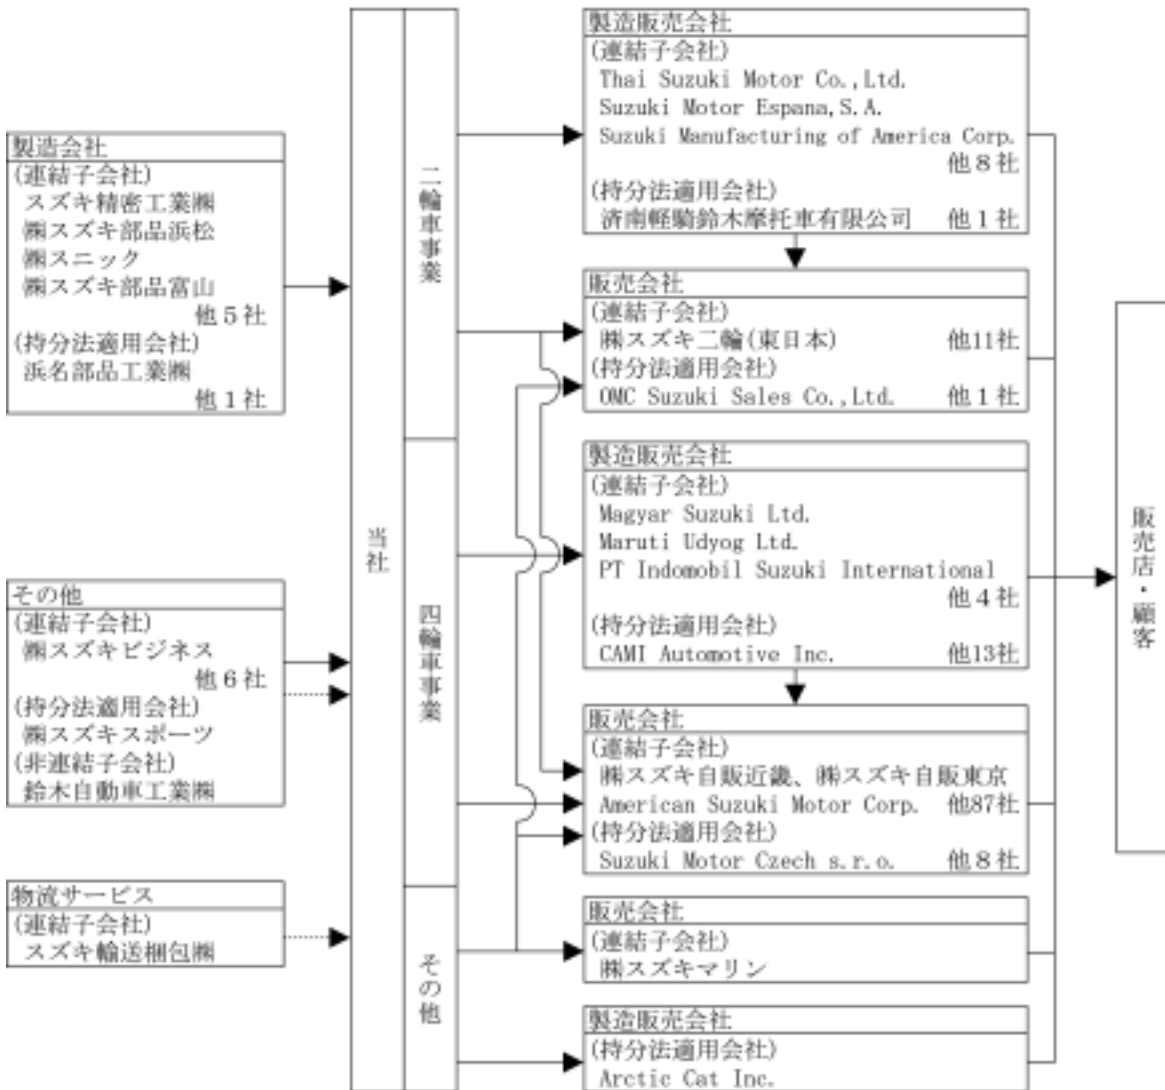 製造会社
(連結子会社)
スズキ精密工業㈱
㈱スズキ部品浜松
㈱スニック
㈱スズキ部品富山
他５社
(持分法適用会社)
浜名部品工業㈱
他１社
その他
(連結子会社)
㈱スズキビジネス
他６社
(持分法適用会社)
㈱スズキスポーツ
(非連結子会社)
鈴木自動車工業㈱
物流サービス
(連結子会社)
スズキ輸送梱包㈱
当社
二輪車事業
四輪車事業
その他
製造販売会社
(連結子会社)
Thai Suzuki Motor Co.,Ltd.
Suzuki Motor Espana,S.A.
Suzuki Manufacturing of America Corp.
他８社
(持分法適用会社)
済南軽騎鈴木摩托車有限公司 他１社
販売会社
(連結子会社)
㈱スズキ二輪(東日本) 他11社
(持分法適用会社)
OMC Suzuki Sales Co.,Ltd. 他１社
製造販売会社
(連結子会社)
Magyar Suzuki Ltd.
Maruti Udyog Ltd.
PT Indomobil Suzuki International
他４社
(持分法適用会社)
CAMI Automotive Inc. 他13社
販売会社
(連結子会社)
㈱スズキ自販近畿、㈱スズキ自販東京
American Suzuki Motor Corp. 他87社
(持分法適用会社)
Suzuki Motor Czech s.r.o. 他８社
販売会社
(連結子会社)
㈱スズキマリン
製造販売会社
(持分法適用会社)
Arctic Cat Inc.
販売店・顧客